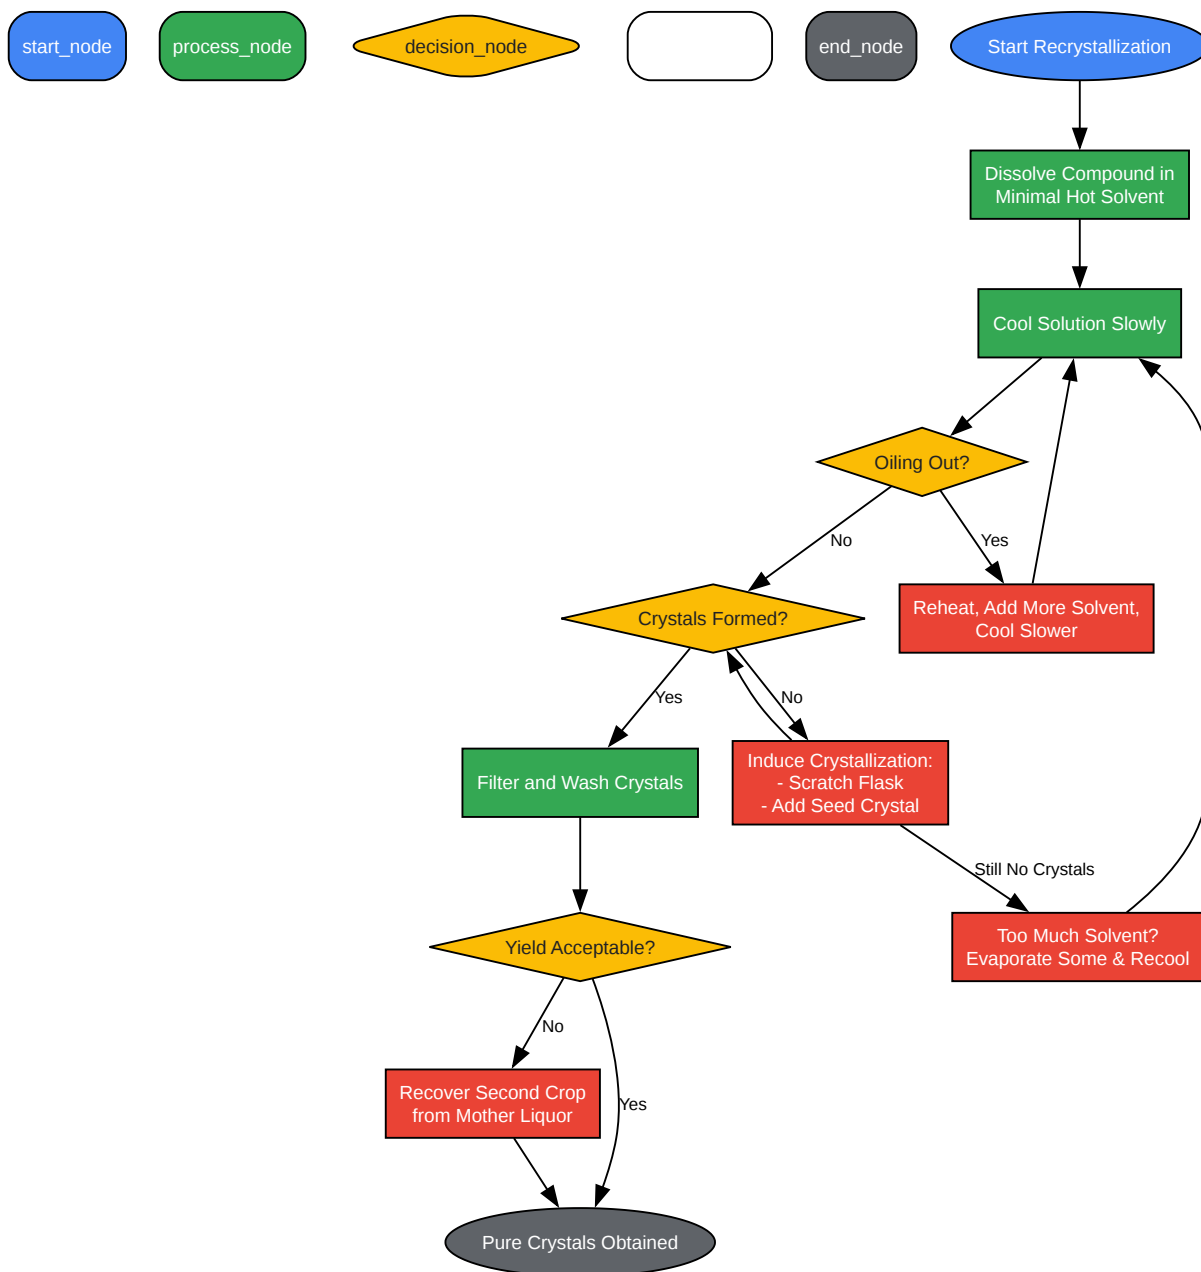 start_node
process_node
decision_node
end_node
Start Recrystallization
Dissolve Compound in
Minimal Hot Solvent
Cool Solution Slowly
Oiling Out?
No
Yes
Crystals Formed?
Reheat, Add More Solvent,
Cool Slower
Yes
No
Filter and Wash Crystals
Induce Crystallization:
- Scratch Flask
- Add Seed Crystal
Still No Crystals
Yield Acceptable?
Too Much Solvent?
Evaporate Some & Recool
No
Recover Second Crop
from Mother Liquor
Yes
Pure Crystals Obtained